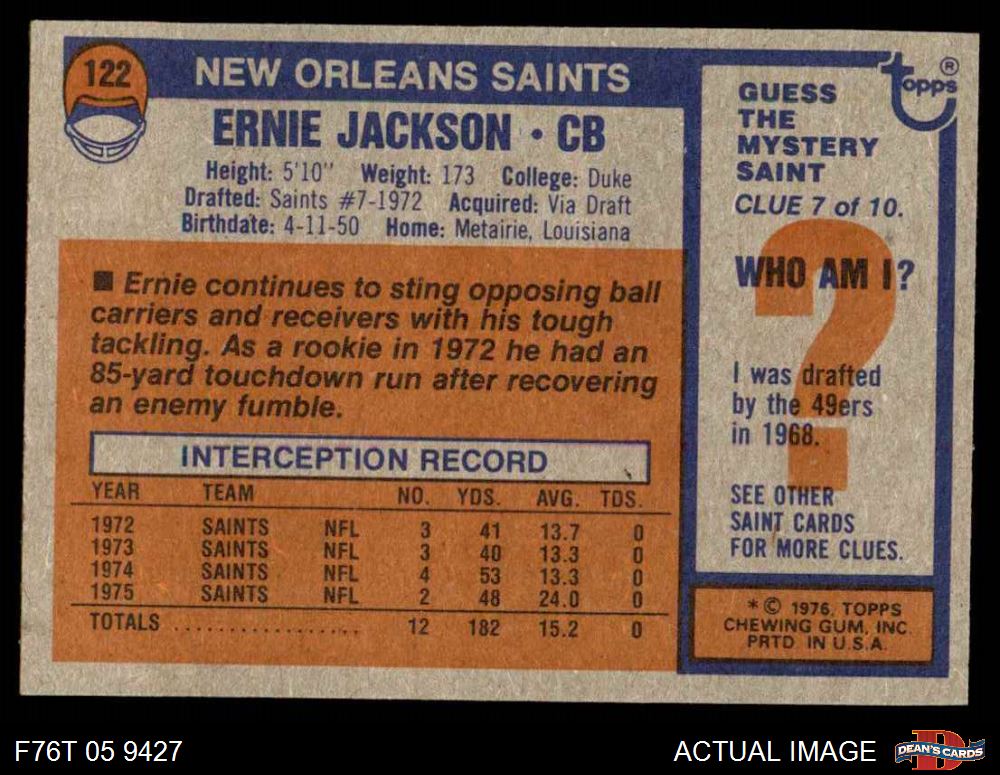 122
NEW ORLEANS SAINTS
ERNIE JACKSON • CB
Height: 5'10" Weight: 173 College: Duke
Drafted: Saints #7-1972 Acquired: Via Draft
Birthdate: 4-11-50 Home: Metairie, Louisiana
■ Ernie continues to sting opposing ball
carriers and receivers with his tough
tackling. As a rookie in 1972 he had an
85-yard touchdown run after recovering
an enemy fumble.
INTERCEPTION RECORD
YEAR TEAM NO. YDS. AVG. TDS.
1972 SAINTS NFL 3 41 13.7 0
1973 SAINTS NFL 3 40 13.3 0
1974 SAINTS NFL 4 53 13.3 0
1975 SAINTS NFL 2 48 24.0 0
TOTALS .................. 12 182 15.2 0
topps ®
GUESS
THE
MYSTERY
SAINT
CLUE 7 of 10.
?
WHO AM I?
I was drafted
by the 49ers
in 1968.
SEE OTHER
SAINT CARDS
FOR MORE CLUES.
* © 1976, TOPPS
CHEWING GUM, INC.
PRTD. IN U.S.A.
F76T 05 9427
ACTUAL IMAGE
D
DEAN'S CARDS